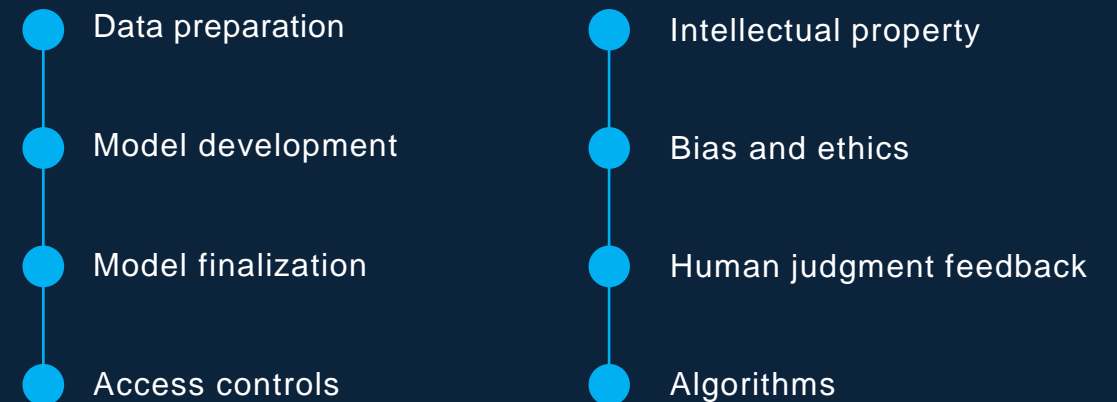 Data preparation
Model development
Model finalization
Access controls
Intellectual property
Bias and ethics
Human judgment feedback
Algorithms